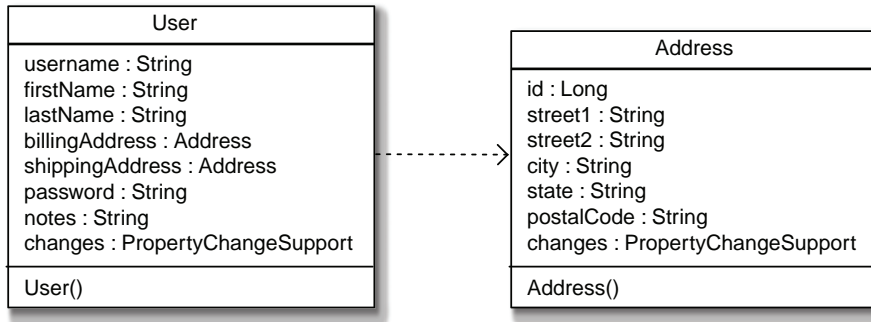 User
username : String
firstName : String
lastName : String
billingAddress : Address
shippingAddress : Address
password : String
notes : String
changes : PropertyChangeSupport
User()
Address
id : Long
street1 : String
street2 : String
city : String
state : String
postalCode : String
changes : PropertyChangeSupport
Address()